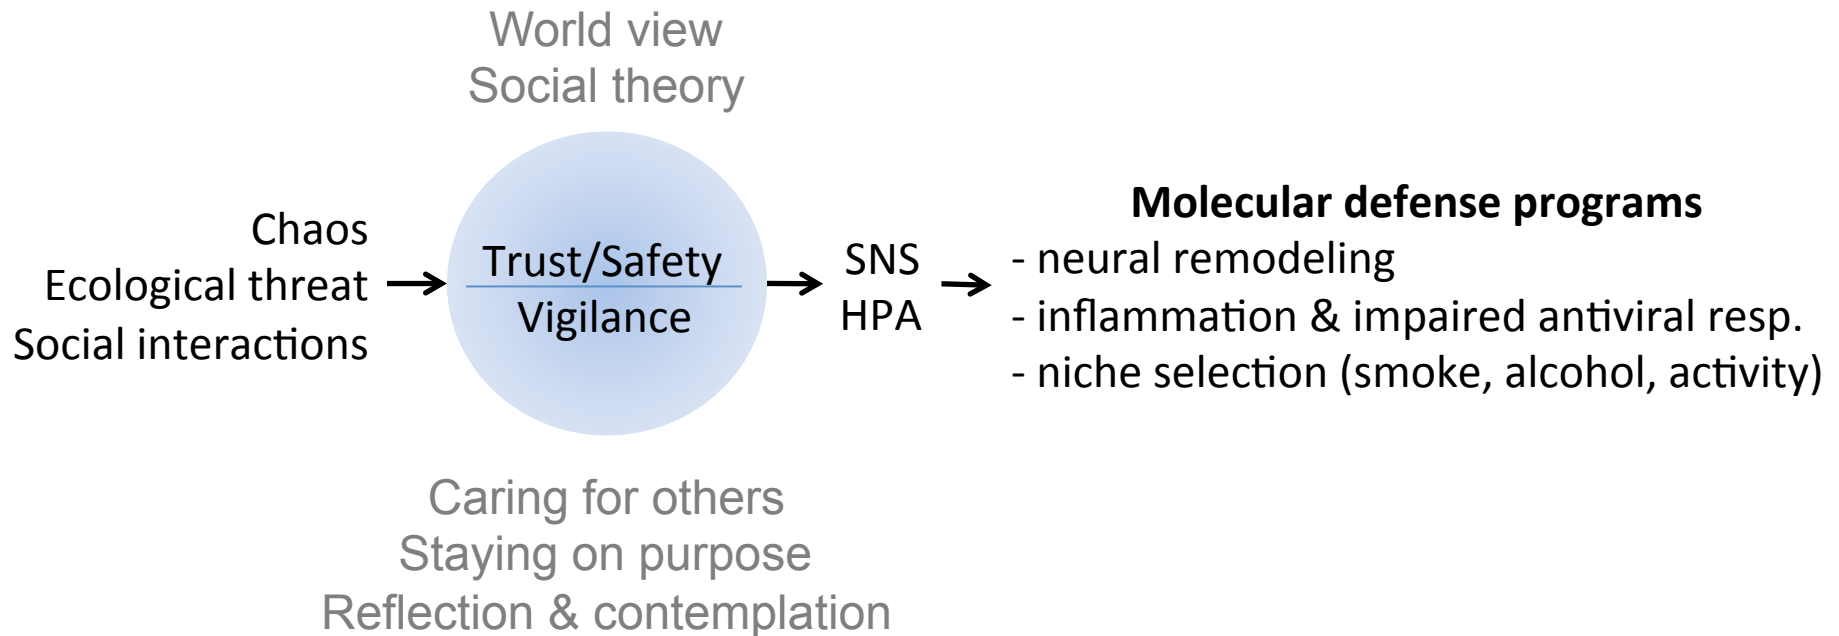 World view
Social theory
Chaos
Ecological threat
Social interactions
Trust/Safety
Vigilance
SNS
HPA
Molecular defense programs
- neural remodeling
- inflammation & impaired antiviral resp.
- niche selection (smoke, alcohol, activity)
Caring for others
Staying on purpose
Reflection & contemplation